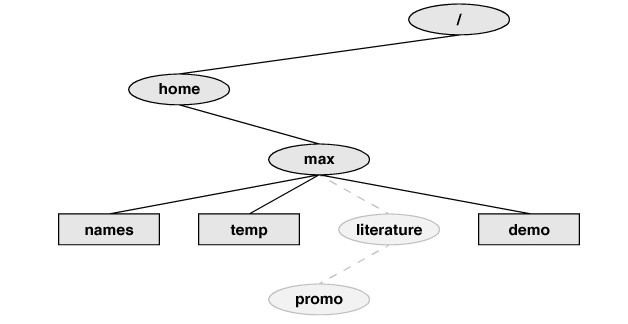 /
home
max
names
temp
literature
demo
promo